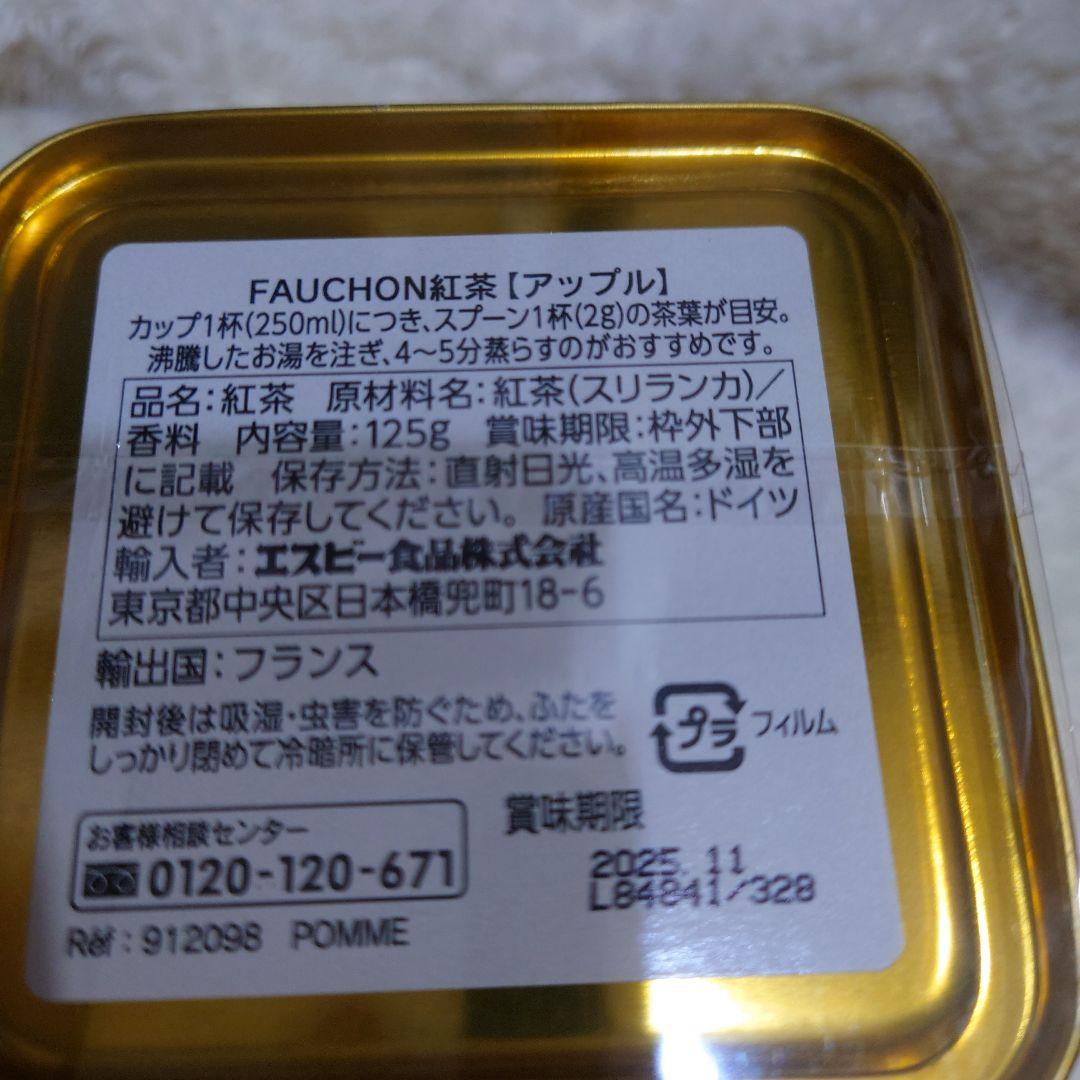 FAUCHON紅茶【アップル】
カップ1杯(250ml)につき、スプーン1杯(2g)の茶葉が目安。
沸騰したお湯を注ぎ、4～5分蒸らすのがおすすめです。
品名：紅茶　原材料名：紅茶(スリランカ)／
香料　内容量：125g　賞味期限：枠外下部
に記載　保存方法：直射日光、高温多湿を
避けて保存してください。 原産国名：ドイツ
輸入者：エスビー食品株式会社
東京都中央区日本橋兜町18-6
輸出国：フランス
開封後は吸湿・虫害を防ぐため、ふたを
しっかり閉めて冷暗所に保管してください。
プラ フィルム
賞味期限
2025.11
L84841/328
お客様相談センター
0120-120-671
Réf : 912098 POMME